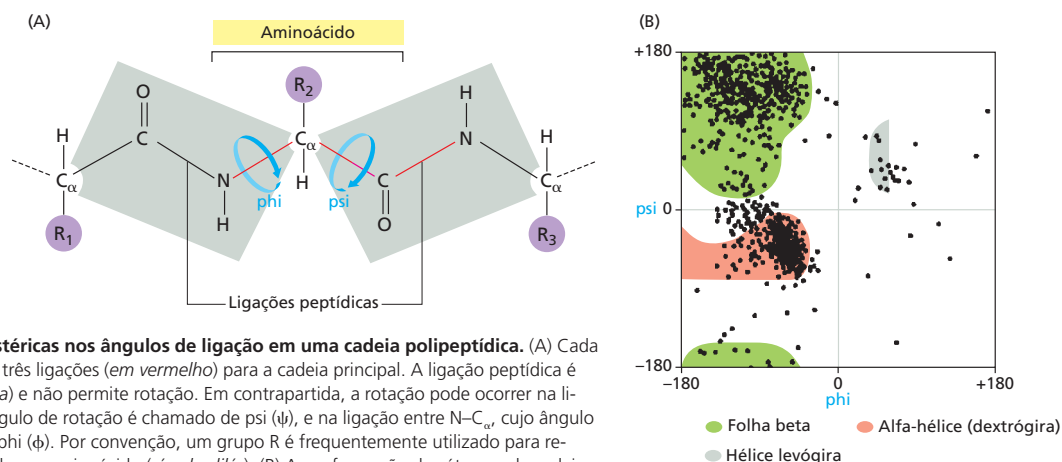 (A)
Aminoácido
O
C
H
Cα
R1
N
H
phi
R2
Cα
H
psi
C
O
H
N
H
Cα
R3
Ligações peptídicas
stéricas nos ângulos de ligação em uma cadeia polipeptídica. (A) Cada
três ligações (em vermelho) para a cadeia principal. A ligação peptídica é
a) e não permite rotação. Em contrapartida, a rotação pode ocorrer na li-
gulo de rotação é chamado de psi (ψ), e na ligação entre N–Cα, cujo ângulo
phi (ϕ). Por convenção, um grupo R é frequentemente utilizado para re-
(B)
+180
psi 0
−180
−180 0 +180
phi
Folha beta
Alfa-hélice (dextrógira)
Hélice levógira